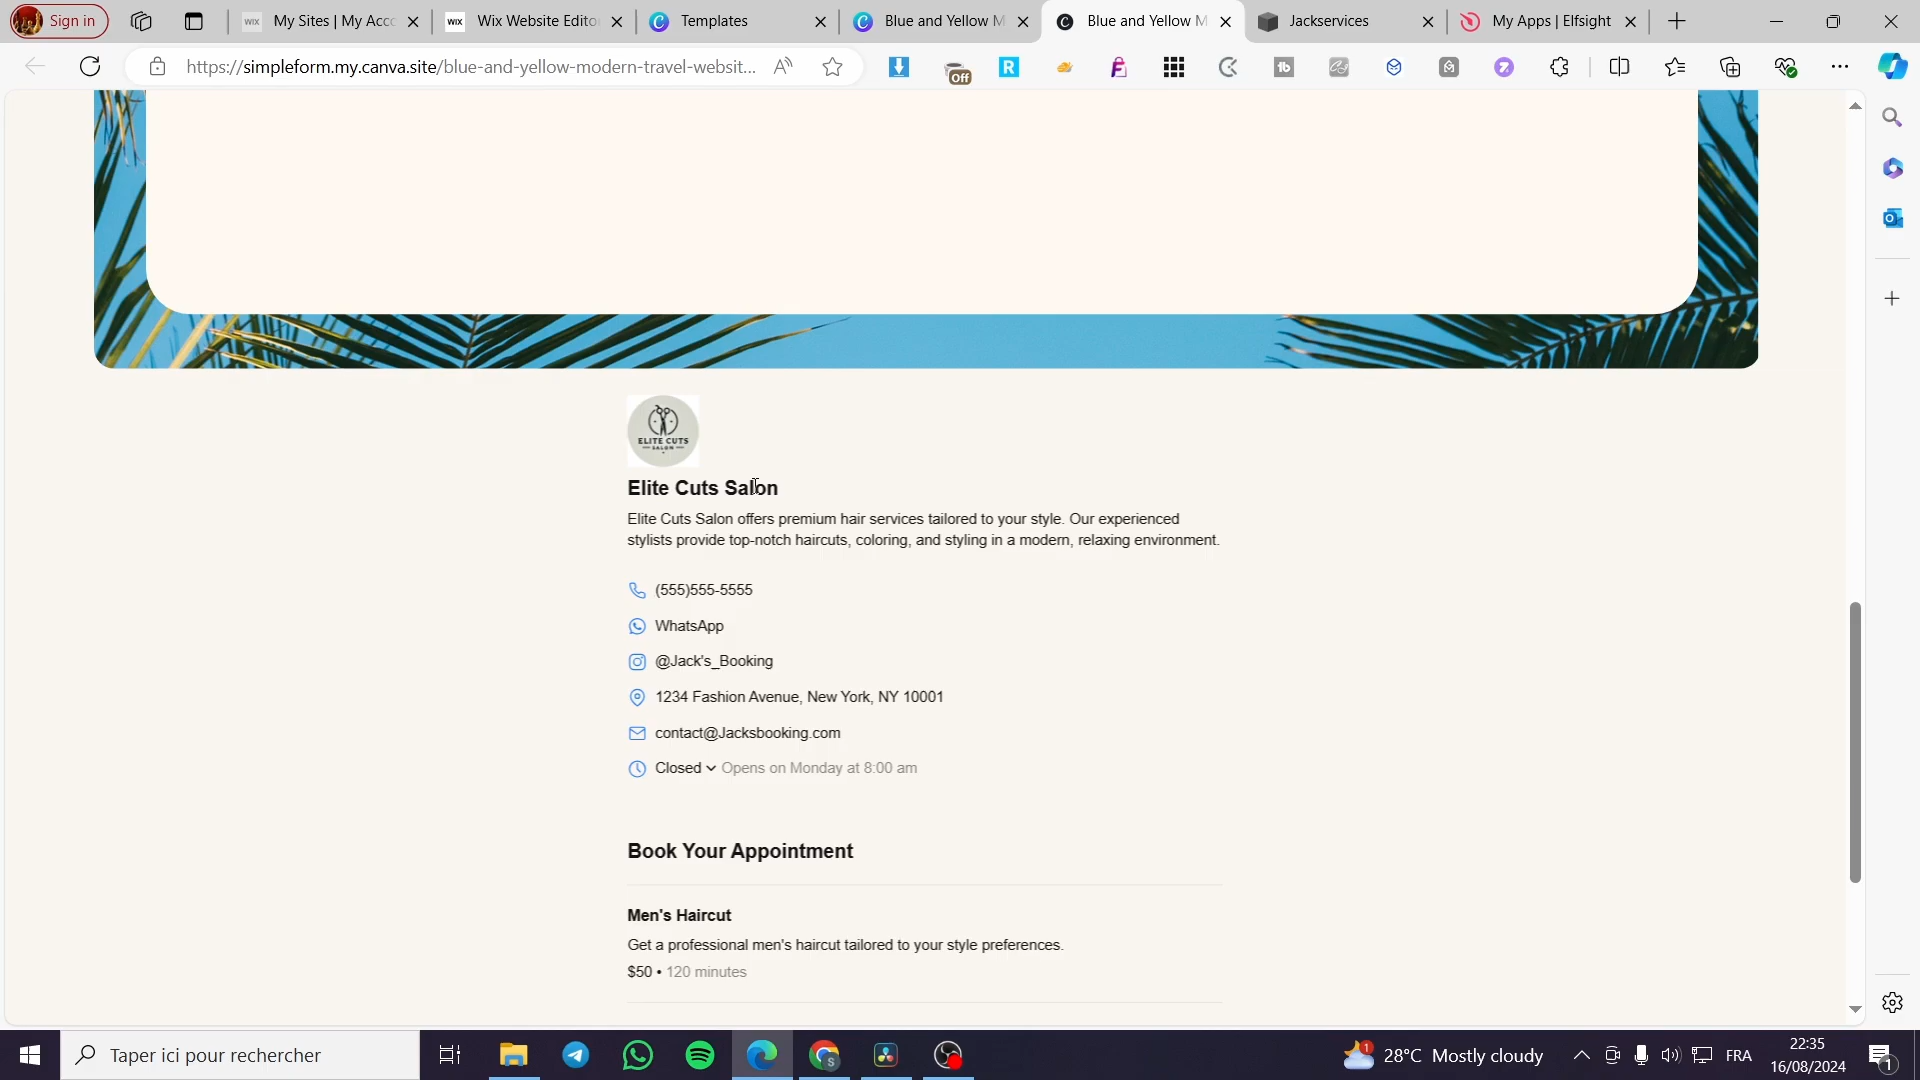 Sign in
My Sites | My Acc
Wix Website Edito
Templates
Blue and Yellow M
Blue and Yellow M
Jackservices
My Apps | Elfsight
https://simpleform.my.canva.site/blue-and-yellow-modern-travel-websit...
Off
ELITE CUTS
SALON
Elite Cuts Salon
Elite Cuts Salon offers premium hair services tailored to your style. Our experienced
stylists provide top-notch haircuts, coloring, and styling in a modern, relaxing environment.
(555)555-5555
WhatsApp
@Jack's_Booking
1234 Fashion Avenue, New York, NY 10001
contact@Jacksbooking.com
Closed Opens on Monday at 8:00 am
Book Your Appointment
Men's Haircut
Get a professional men's haircut tailored to your style preferences.
$50 • 120 minutes
Taper ici pour rechercher
28°C Mostly cloudy
FRA
22:35
16/08/2024
1